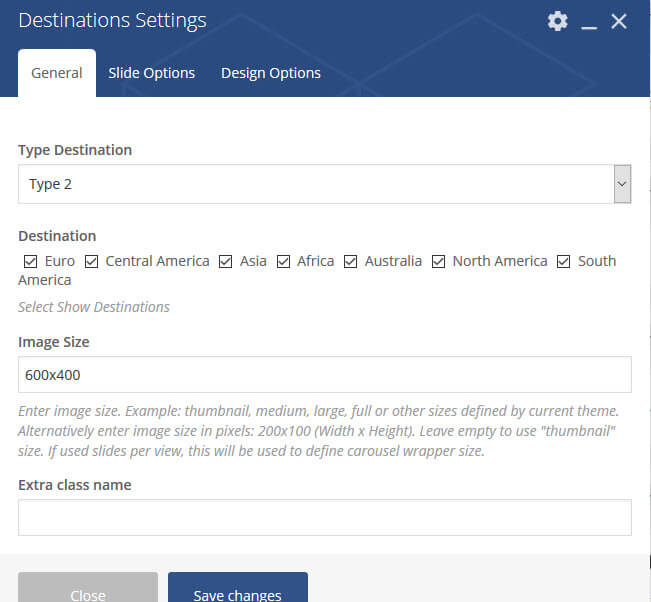 Destinations Settings
General Slide Options Design Options
Type Destination
Type 2
Destination
Euro Central America Asia Africa Australia North America South
America
Select Show Destinations
Image Size
600x400
Enter image size. Example: thumbnail, medium, large, full or other sizes defined by current theme.
Alternatively enter image size in pixels: 200x100 (Width x Height). Leave empty to use "thumbnail"
size. If used slides per view, this will be used to define carousel wrapper size.
Extra class name
Close Save changes